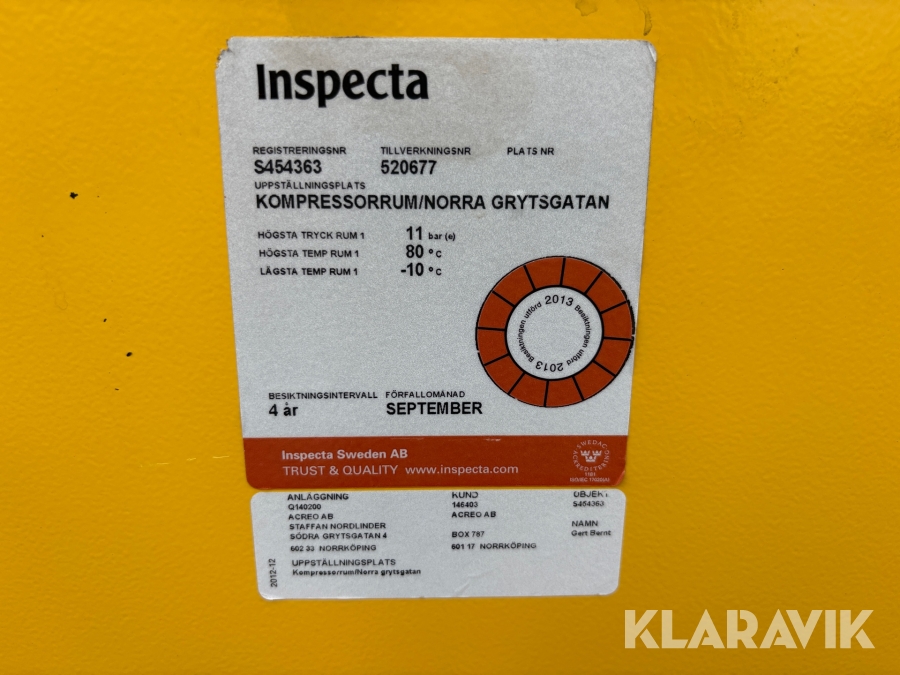 Inspecta
REGISTRERINGSNR TILLVERKNINGSNR PLATS NR
S454363 520677
UPPSTÄLLNINGSPLATS
KOMPRESSORRUM/NORRA GRYTSGATAN
HÖGSTA TRYCK RUM 1 11 bar (e)
HÖGSTA TEMP RUM 1 80 °C
LÄGSTA TEMP RUM 1 -10 °C
2013 Besiktningen utförd 2013 Besiktningen utförd
BESIKTNINGSINTERVALL FÖRFALLOMÅNAD
4 år SEPTEMBER
Inspecta Sweden AB
TRUST & QUALITY www.inspecta.com
SWEDAC ACKREDITERING
ANLÄGGNING KUND OBJEKT
Q140200 146403 S454363
ACREO AB ACREO AB
STAFFAN NORDLINDER NAMN
SÖDRA GRYTSGATAN 4 BOX 787 Gert Bernt
602 33 NORRKÖPING 601 17 NORRKÖPING
UPPSTÄLLNINGSPLATS
Kompressorrum/Norra grytsgatan
2012-12
KLARAVIK